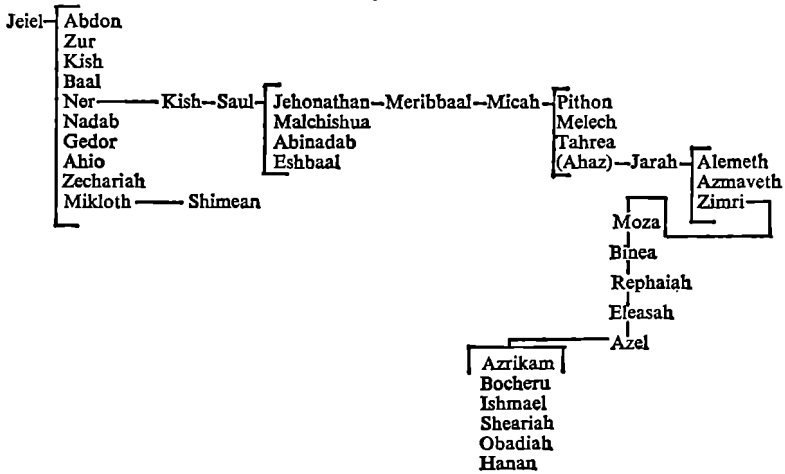 Jeiel Abdon
Zur
Kish
Baal
Ner Kish Saul Jehonathan Meribbaal Micah Pithon
Nadab Malchishua Melech
Gedor Abinadab Tahrea
Ahio Eshbaal (Ahaz) Jarah Alemeth
Zechariah Azmaveth
Mikloth Shimean Zimri
Moza
Binea
Rephaiah
Eleasah
Azel
Azrikam
Bocheru
Ishmael
Sheariah
Obadiah
Hanan